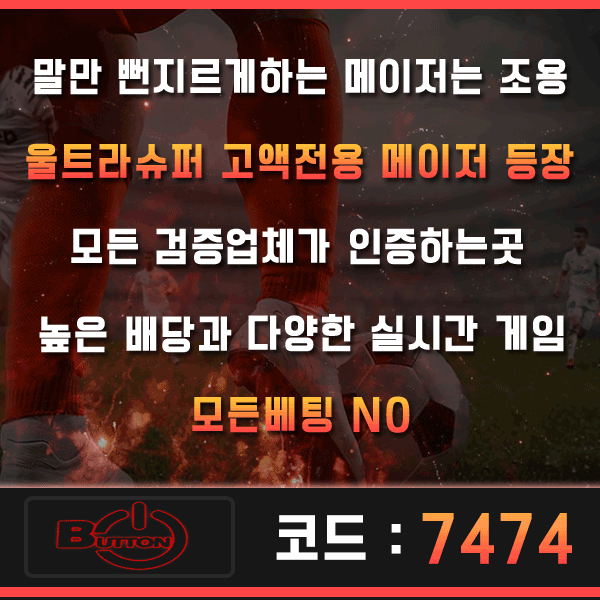 말만 뻔지르게하는 메이저는 조용
울트라슈퍼 고액전용 메이저 등장
모든 검증업체가 인증하는곳
높은 배당과 다양한 실시간 게임
모든베팅 NO
BUTTON
코드 : 7474